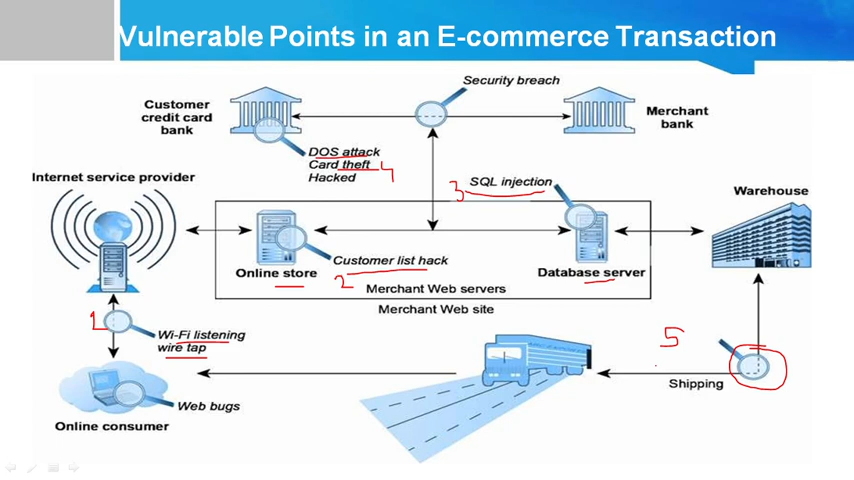 Vulnerable Points in an E-commerce Transaction
Security breach
Customer
credit card
bank
Merchant
bank
DOS attack
Card theft 4
Hacked
Internet service provider
3 SQL injection
Warehouse
Customer list hack
Online store
2
Database server
Merchant Web servers
Merchant Web site
1
Wi-Fi listening
wire tap
5
Shipping
Web bugs
Online consumer